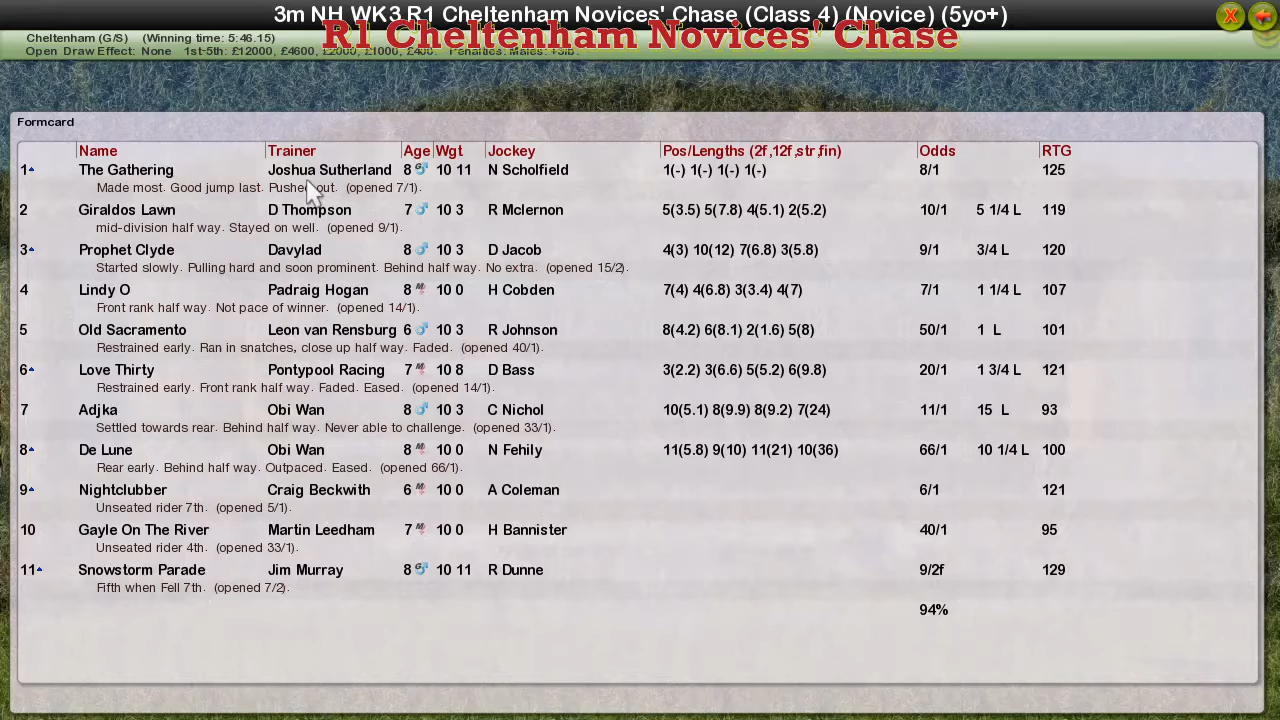 3m NH WK3 R1 Cheltenham Novices' Chase (Class 4) (Novice) (5yo+)
R1 Cheltenham Novices' Chase
Cheltenham (G/S) (Winning time: 5:46.15)
Open Draw Effect: None 1st-5th: £12000, £4600, £2000, £1000, £400. Penalties: Males: +3lb.
Formcard
Name Trainer Age Wgt Jockey Pos/Lengths (2f,12f,str,fin) Odds RTG
1 The Gathering Joshua Sutherland 8 10 11 N Scholfield 1(-) 1(-) 1(-) 1(-) 8/1 125
Made most. Good jump last. Pushed out. (opened 7/1).
2 Giraldos Lawn D Thompson 7 10 3 R Mclernon 5(3.5) 5(7.8) 4(5.1) 2(5.2) 10/1 5 1/4 L 119
mid-division half way. Stayed on well. (opened 9/1).
3 Prophet Clyde Davylad 8 10 3 D Jacob 4(3) 10(12) 7(6.8) 3(5.8) 9/1 3/4 L 120
Started slowly. Pulling hard and soon prominent. Behind half way. No extra. (opened 15/2).
4 Lindy O Padraig Hogan 8 10 0 H Cobden 7(4) 4(6.8) 3(3.4) 4(7) 7/1 1 1/4 L 107
Front rank half way. Not pace of winner. (opened 14/1).
5 Old Sacramento Leon van Rensburg 6 10 3 R Johnson 8(4.2) 6(8.1) 2(1.6) 5(8) 50/1 1 L 101
Restrained early. Ran in snatches, close up half way. Faded. (opened 40/1).
6 Love Thirty Pontypool Racing 7 10 8 D Bass 3(2.2) 3(6.6) 5(5.2) 6(9.8) 20/1 1 3/4 L 121
Restrained early. Front rank half way. Faded. Eased. (opened 14/1).
7 Adjka Obi Wan 8 10 3 C Nichol 10(5.1) 8(9.9) 8(9.2) 7(24) 11/1 15 L 93
Settled towards rear. Behind half way. Never able to challenge. (opened 33/1).
8 De Lune Obi Wan 8 10 0 N Fehily 11(5.8) 9(10) 11(21) 10(36) 66/1 10 1/4 L 100
Rear early. Behind half way. Outpaced. Eased. (opened 66/1).
9 Nightclubber Craig Beckwith 6 10 0 A Coleman 6/1 121
Unseated rider 7th. (opened 5/1).
10 Gayle On The River Martin Leedham 7 10 0 H Bannister 40/1 95
Unseated rider 4th. (opened 33/1).
11 Snowstorm Parade Jim Murray 8 10 11 R Dunne 9/2f 129
Fifth when Fell 7th. (opened 7/2).
94%